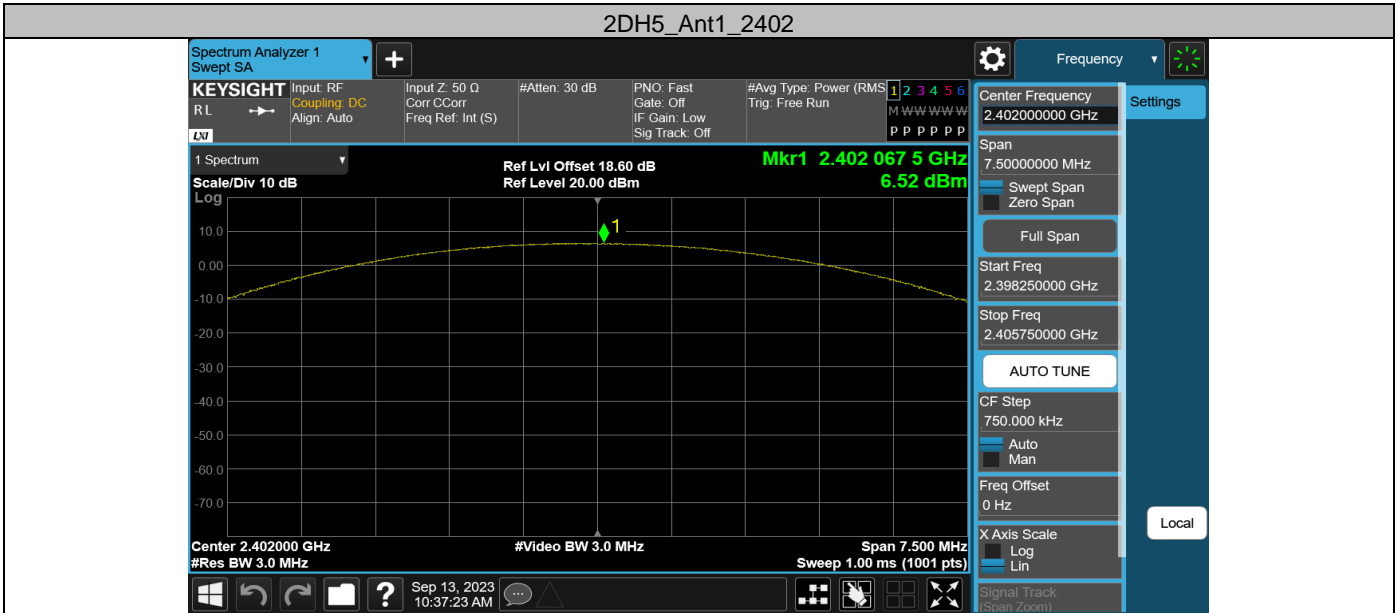 2DH5_Ant1_2402
Spectrum Analyzer 1
Swept SA
Frequency
KEYSIGHT
RL
LXI
Input: RF
Coupling: DC
Align: Auto
Input Z: 50 Ω
Corr CCorr
Freq Ref: Int (S)
#Atten: 30 dB
PNO: Fast
Gate: Off
IF Gain: Low
Sig Track: Off
#Avg Type: Power (RMS
Trig: Free Run
1 2 3 4 5 6
M W W W W W
P P P P P P
1 Spectrum
Scale/Div 10 dB
Log
Ref Lvl Offset 18.60 dB
Ref Level 20.00 dBm
Mkr1 2.402 067 5 GHz
6.52 dBm
1
10.0
0.00
-10.0
-20.0
-30.0
-40.0
-50.0
-60.0
-70.0
Center 2.402000 GHz
#Res BW 3.0 MHz
#Video BW 3.0 MHz
Span 7.500 MHz
Sweep 1.00 ms (1001 pts)
Sep 13, 2023
10:37:23 AM
Center Frequency
2.402000000 GHz
Span
7.50000000 MHz
Swept Span
Zero Span
Full Span
Start Freq
2.398250000 GHz
Stop Freq
2.405750000 GHz
AUTO TUNE
CF Step
750.000 kHz
Auto
Man
Freq Offset
0 Hz
X Axis Scale
Log
Lin
Signal Track
(Span Zoom)
Settings
Local